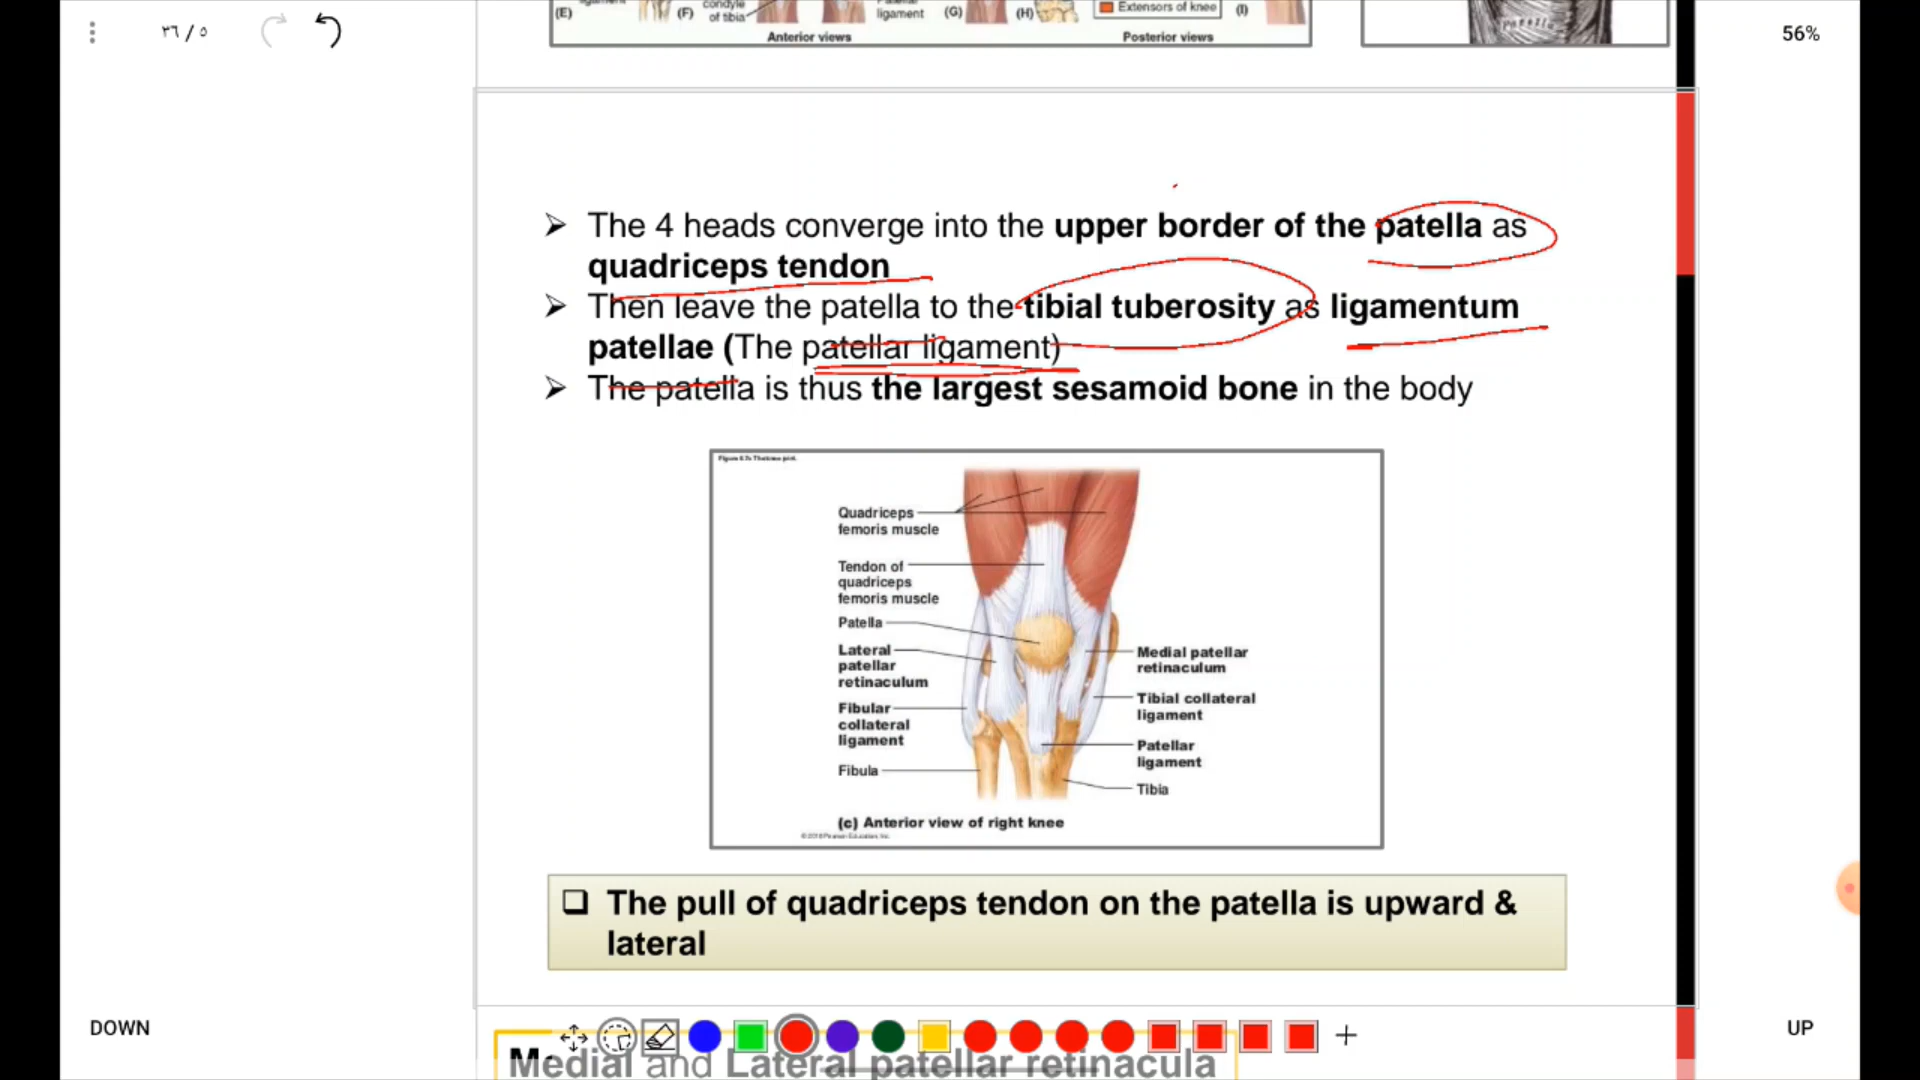 ٣٦ / ٥
56%
(E)
(F)
condyle
of tibia
ligament
(G)
(H)
Extensors of knee
(I)
Anterior views
Posterior views
Patella
➢ The 4 heads converge into the upper border of the patella as
quadriceps tendon
➢ Then leave the patella to the tibial tuberosity as ligamentum
patellae (The patellar ligament)
➢ The patella is thus the largest sesamoid bone in the body
Quadriceps
femoris muscle
Tendon of
quadriceps
femoris muscle
Patella
Lateral
patellar
retinaculum
Fibular
collateral
ligament
Fibula
Medial patellar
retinaculum
Tibial collateral
ligament
Patellar
ligament
Tibia
(c) Anterior view of right knee
❑ The pull of quadriceps tendon on the patella is upward &
lateral
DOWN
UP
Medial and Lateral patellar retinacula